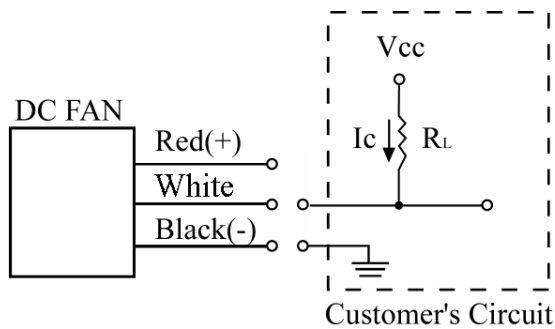 Vcc
DC FAN
Red(+)
Ic
RL
White
Black(-)
Customer's Circuit